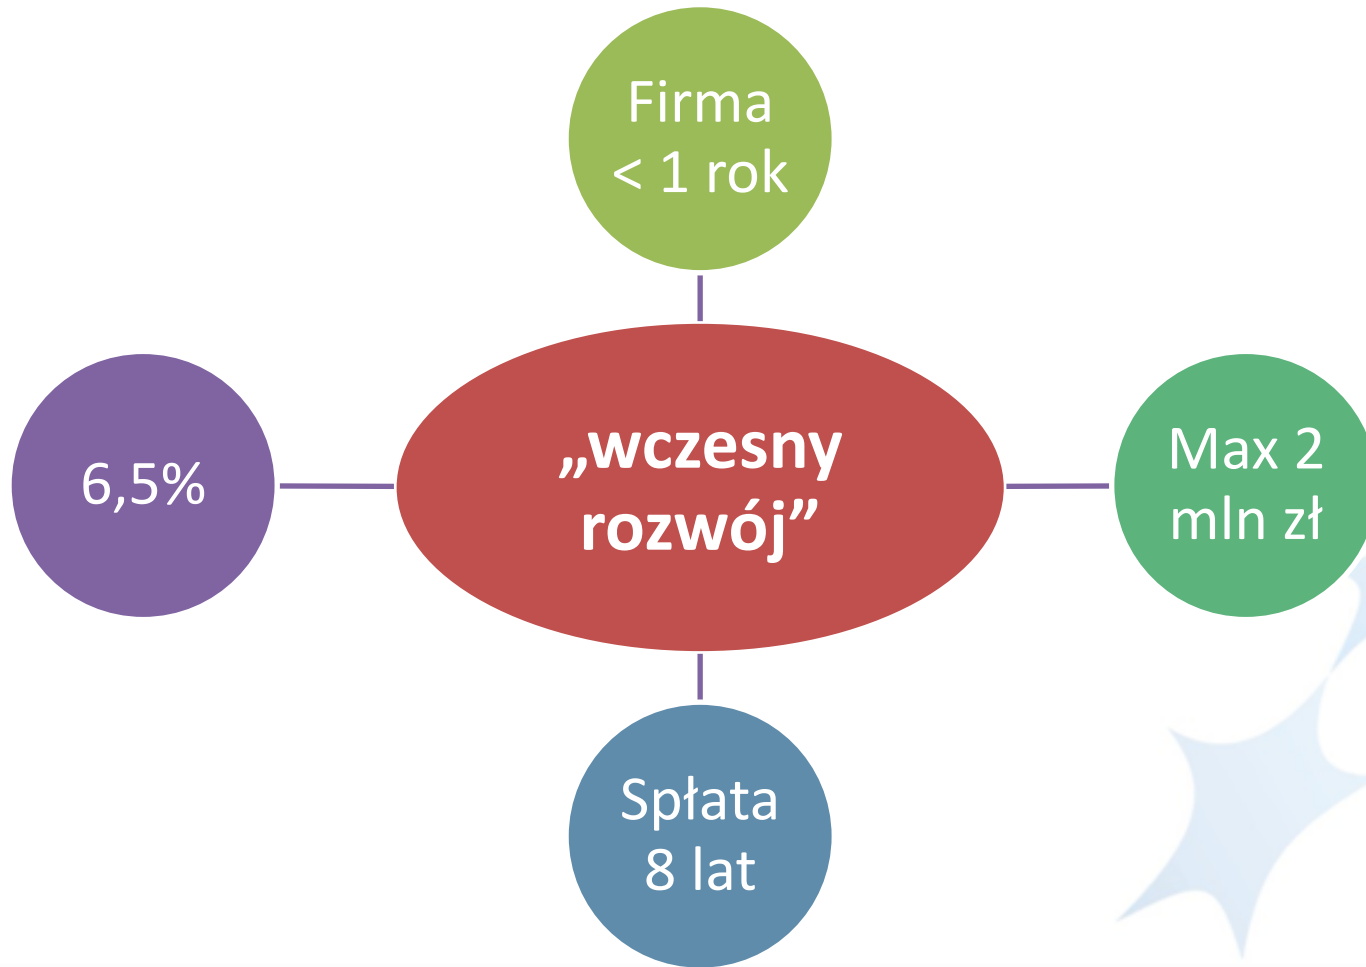 Firma
< 1 rok
6,5%
„wczesny
rozwój”
Max 2
mln zł
Spłata
8 lat